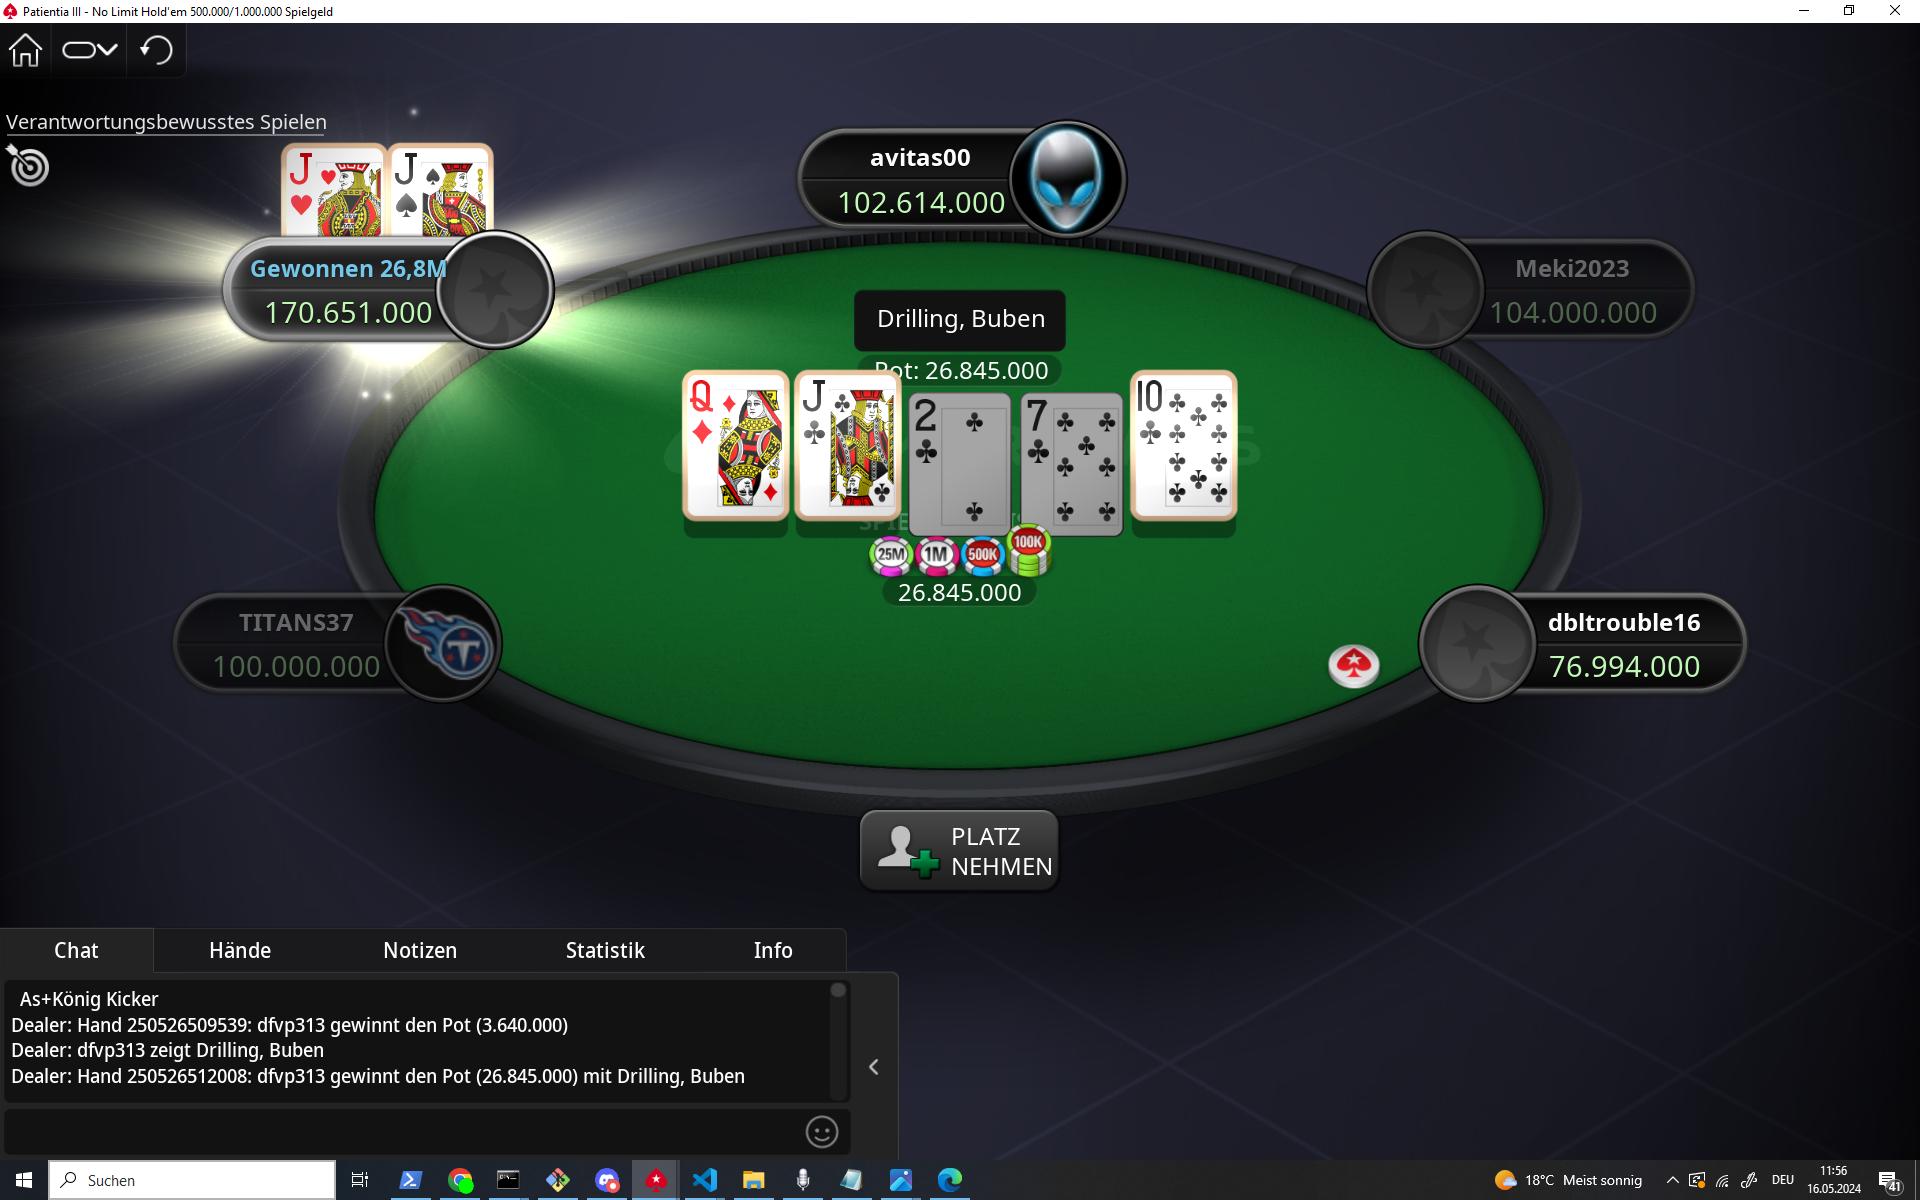 Patientia III - No Limit Hold'em 500.000/1.000.000 Spielgeld
Verantwortungsbewusstes Spielen
J J
Gewonnen 26,8M
170.651.000
avitas00
102.614.000
Meki2023
104.000.000
Drilling, Buben
Pot: 26.845.000
Q J 2 7 10
25M 1M 500K 100K
26.845.000
TITANS37
100.000.000
dbltrouble16
76.994.000
PLATZ
NEHMEN
Chat Hände Notizen Statistik Info
As+König Kicker
Dealer: Hand 250526509539: dfvp313 gewinnt den Pot (3.640.000)
Dealer: dfvp313 zeigt Drilling, Buben
Dealer: Hand 250526512008: dfvp313 gewinnt den Pot (26.845.000) mit Drilling, Buben
Suchen
18°C Meist sonnig
DEU
11:56
16.05.2024
41